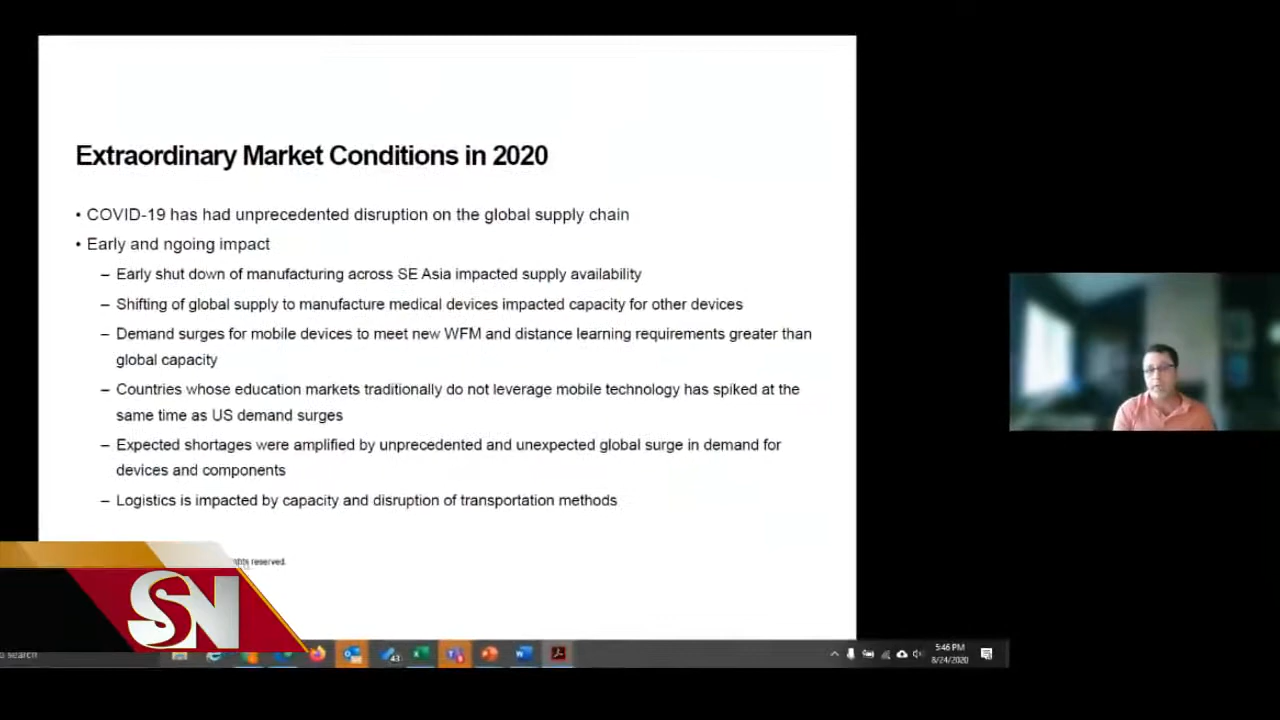 Extraordinary Market Conditions in 2020
• COVID-19 has had unprecedented disruption on the global supply chain
• Early and ngoing impact
– Early shut down of manufacturing across SE Asia impacted supply availability
– Shifting of global supply to manufacture medical devices impacted capacity for other devices
– Demand surges for mobile devices to meet new WFM and distance learning requirements greater than
global capacity
– Countries whose education markets traditionally do not leverage mobile technology has spiked at the
same time as US demand surges
– Expected shortages were amplified by unprecedented and unexpected global surge in demand for
devices and components
– Logistics is impacted by capacity and disruption of transportation methods
reserved.
SN
search
43
5:46 PM
8/24/2020